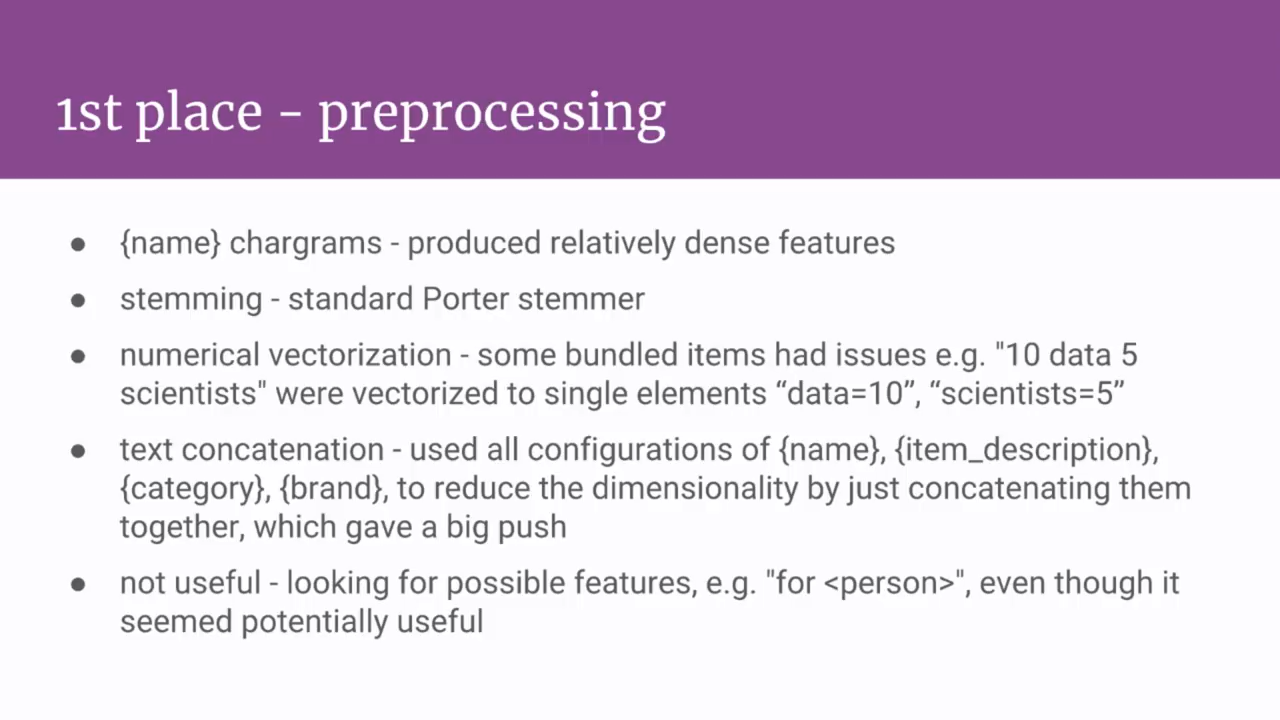 1st place - preprocessing
● {name} chargrams - produced relatively dense features
● stemming - standard Porter stemmer
● numerical vectorization - some bundled items had issues e.g. "10 data 5
scientists" were vectorized to single elements “data=10”, “scientists=5”
● text concatenation - used all configurations of {name}, {item_description},
{category}, {brand}, to reduce the dimensionality by just concatenating them
together, which gave a big push
● not useful - looking for possible features, e.g. "for <person>", even though it
seemed potentially useful